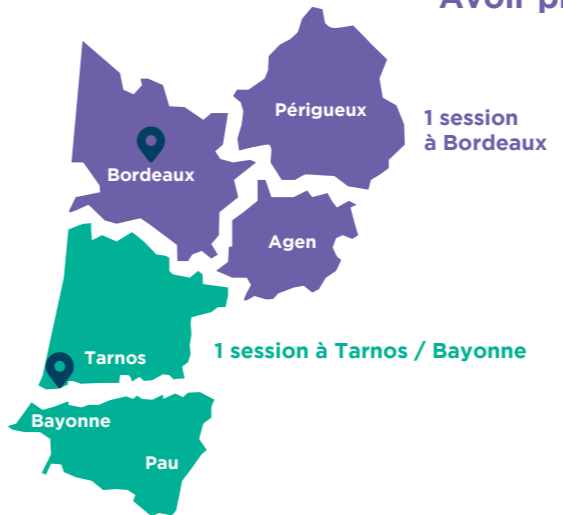 Périgueux
1 session
à Bordeaux
Bordeaux
Agen
Tarnos
1 session à Tarnos / Bayonne
Bayonne
Pau